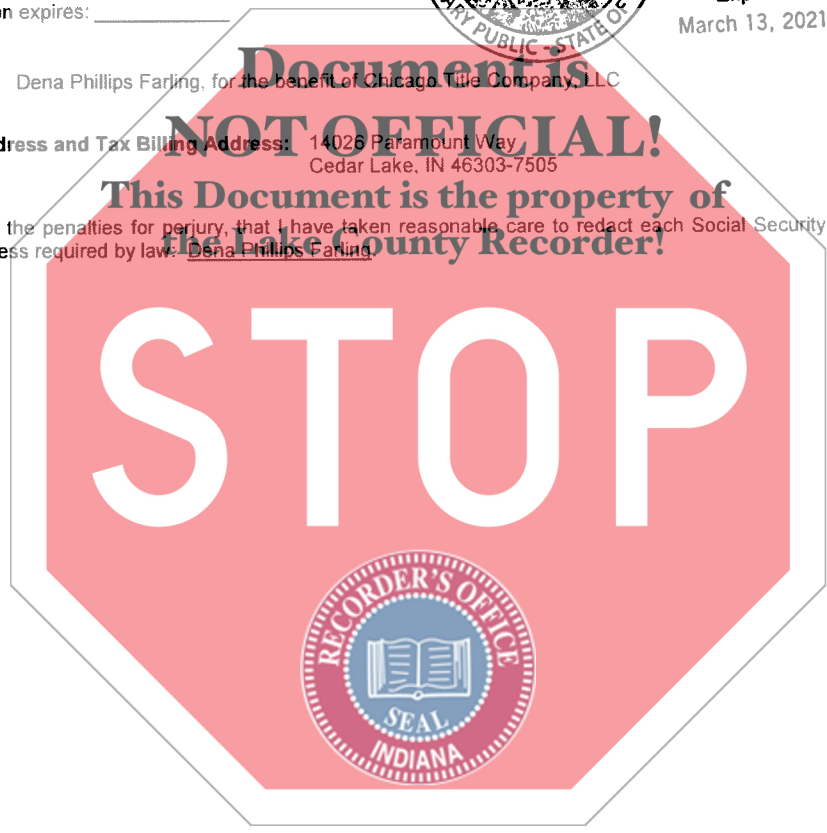 n expires:
March 13, 2021
RY PUBLIC - STATE OF
Document is
Dena Phillips Farling, for the benefit of Chicago Title Company, LLC
NOT OFFICIAL!
dress and Tax Billing Address: 14026 Paramount Way
Cedar Lake, IN 46303-7505
This Document is the property of
the penalties for perjury, that I have taken reasonable care to redact each Social Security
the Lake County Recorder!
ess required by law: Dena Phillips Farling.
STOP
RECORDER'S OFFICE
SEAL
INDIANA